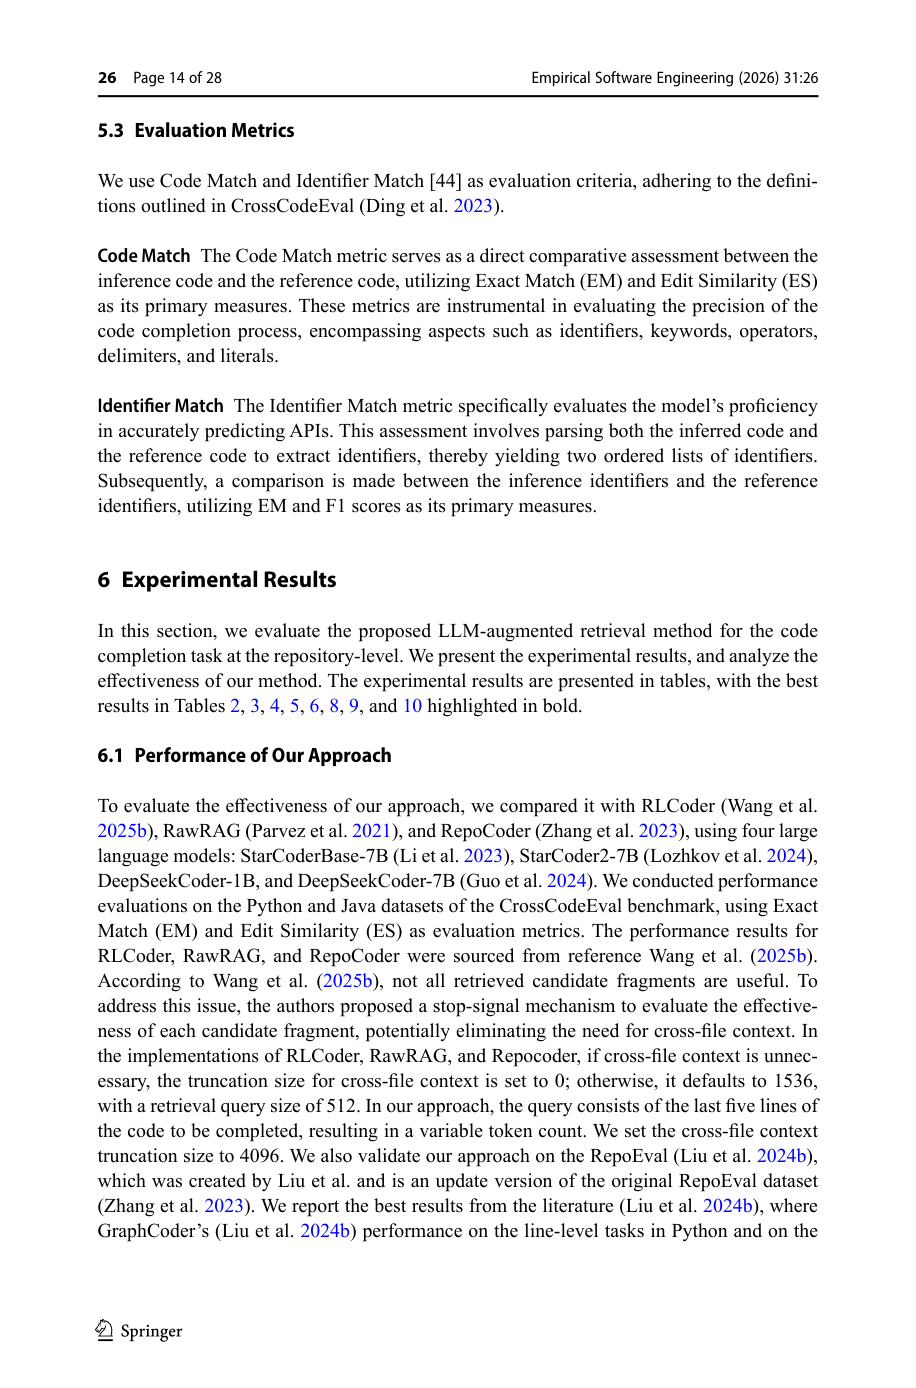 26 Page 14 of 28
Empirical Software Engineering (2026) 31:26
5.3 Evaluation Metrics
We use Code Match and Identifier Match [44] as evaluation criteria, adhering to the defini-
tions outlined in CrossCodeEval (Ding et al. 2023).
Code Match The Code Match metric serves as a direct comparative assessment between the
inference code and the reference code, utilizing Exact Match (EM) and Edit Similarity (ES)
as its primary measures. These metrics are instrumental in evaluating the precision of the
code completion process, encompassing aspects such as identifiers, keywords, operators,
delimiters, and literals.
Identifier Match The Identifier Match metric specifically evaluates the model's proficiency
in accurately predicting APIs. This assessment involves parsing both the inferred code and
the reference code to extract identifiers, thereby yielding two ordered lists of identifiers.
Subsequently, a comparison is made between the inference identifiers and the reference
identifiers, utilizing EM and F1 scores as its primary measures.
6 Experimental Results
In this section, we evaluate the proposed LLM-augmented retrieval method for the code
completion task at the repository-level. We present the experimental results, and analyze the
effectiveness of our method. The experimental results are presented in tables, with the best
results in Tables 2, 3, 4, 5, 6, 8, 9, and 10 highlighted in bold.
6.1 Performance of Our Approach
To evaluate the effectiveness of our approach, we compared it with RLCoder (Wang et al.
2025b), RawRAG (Parvez et al. 2021), and RepoCoder (Zhang et al. 2023), using four large
language models: StarCoderBase-7B (Li et al. 2023), StarCoder2-7B (Lozhkov et al. 2024),
DeepSeekCoder-1B, and DeepSeekCoder-7B (Guo et al. 2024). We conducted performance
evaluations on the Python and Java datasets of the CrossCodeEval benchmark, using Exact
Match (EM) and Edit Similarity (ES) as evaluation metrics. The performance results for
RLCoder, RawRAG, and RepoCoder were sourced from reference Wang et al. (2025b).
According to Wang et al. (2025b), not all retrieved candidate fragments are useful. To
address this issue, the authors proposed a stop-signal mechanism to evaluate the effective-
ness of each candidate fragment, potentially eliminating the need for cross-file context. In
the implementations of RLCoder, RawRAG, and Repocoder, if cross-file context is unnec-
essary, the truncation size for cross-file context is set to 0; otherwise, it defaults to 1536,
with a retrieval query size of 512. In our approach, the query consists of the last five lines of
the code to be completed, resulting in a variable token count. We set the cross-file context
truncation size to 4096. We also validate our approach on the RepoEval (Liu et al. 2024b),
which was created by Liu et al. and is an update version of the original RepoEval dataset
(Zhang et al. 2023). We report the best results from the literature (Liu et al. 2024b), where
GraphCoder's (Liu et al. 2024b) performance on the line-level tasks in Python and on the
Springer